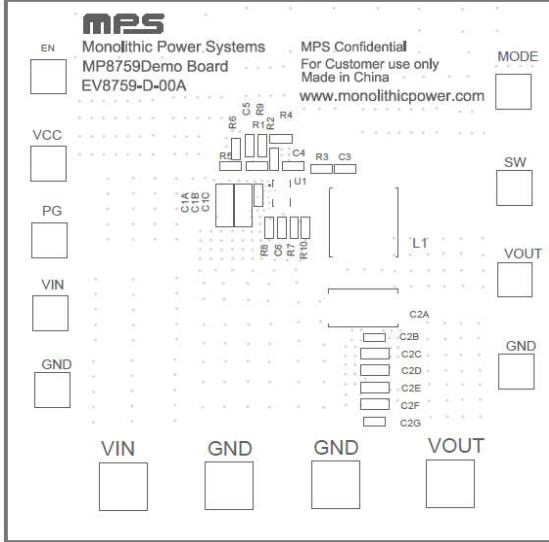 mps
Monolithic Power Systems
MP8759Demo Board
EV8759-D-00A
MPS Confidential
For Customer use only
Made in China
www.monolithicpower.com
EN
MODE
VCC
SW
PG
VOUT
VIN
GND
GND
R6
C5
R9
R1
R2
R4
R5
C4
R3
C3
U1
C1A
C1B
C1C
R8
C6
R7
R10
L1
C2A
C2B
C2C
C2D
C2E
C2F
C2G
VIN
GND
GND
VOUT